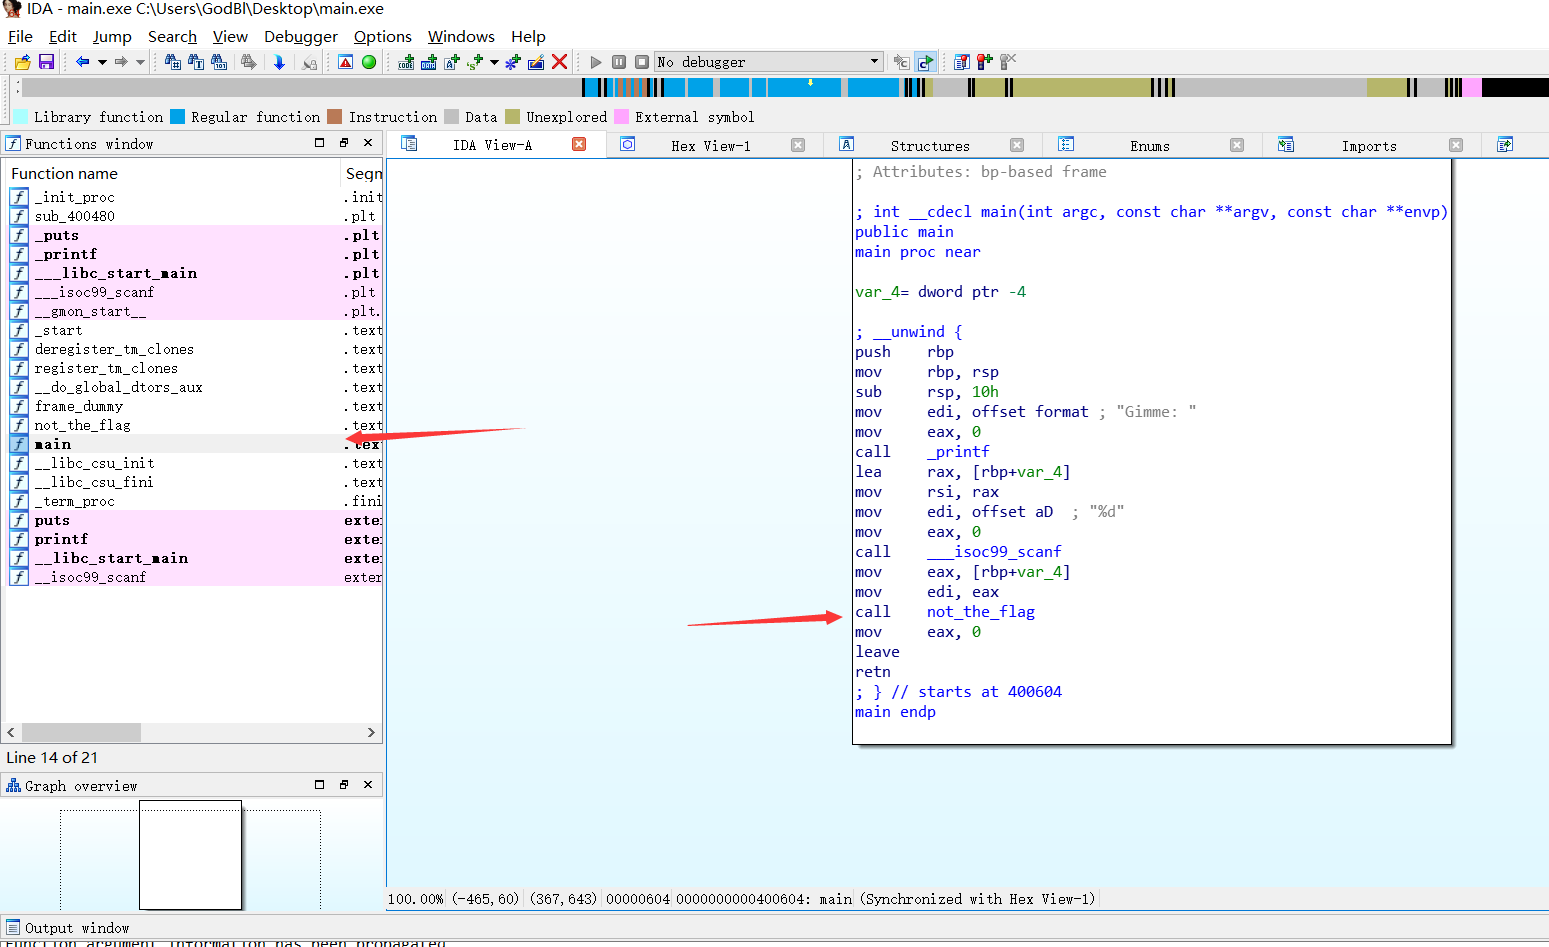 IDA - main.exe C:\Users\GodBl\Desktop\main.exe
File Edit Jump Search View Debugger Options Windows Help
No debugger
Library function Regular function Instruction Data Unexplored External symbol
Functions window
IDA View-A Hex View-1 Structures Enums Imports
Function name Segm
_init_proc .init
sub_400480 .plt
_puts .plt
_printf .plt
___libc_start_main .plt
___isoc99_scanf .plt
__gmon_start__ .plt.
_start .text
deregister_tm_clones .text
register_tm_clones .text
__do_global_dtors_aux .text
frame_dummy .text
not_the_flag .text
main .text
__libc_csu_init .text
__libc_csu_fini .text
_term_proc .fini
puts exte
printf exte
__libc_start_main exte
__isoc99_scanf exter
Line 14 of 21
Graph overview
; Attributes: bp-based frame
; int __cdecl main(int argc, const char **argv, const char **envp)
public main
main proc near
var_4= dword ptr -4
; __unwind {
push rbp
mov rbp, rsp
sub rsp, 10h
mov edi, offset format ; "Gimme: "
mov eax, 0
call _printf
lea rax, [rbp+var_4]
mov rsi, rax
mov edi, offset aD ; "%d"
mov eax, 0
call ___isoc99_scanf
mov eax, [rbp+var_4]
mov edi, eax
call not_the_flag
mov eax, 0
leave
retn
; } // starts at 400604
main endp
100.00% (-465,60) (367,643) 00000604 0000000000400604: main (Synchronized with Hex View-1)
Output window
Function argument information has been propagated